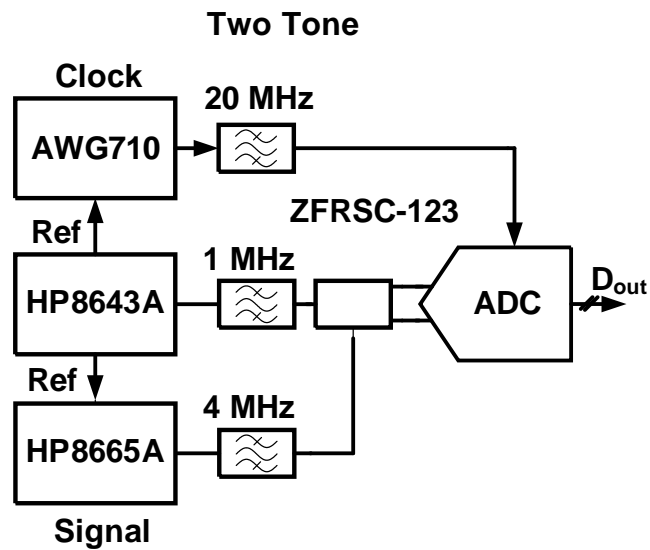 Two Tone
Clock
20 MHz
AWG710
ZFRSC-123
Ref
1 MHz
HP8643A
ADC
Dout
Ref
4 MHz
HP8665A
Signal